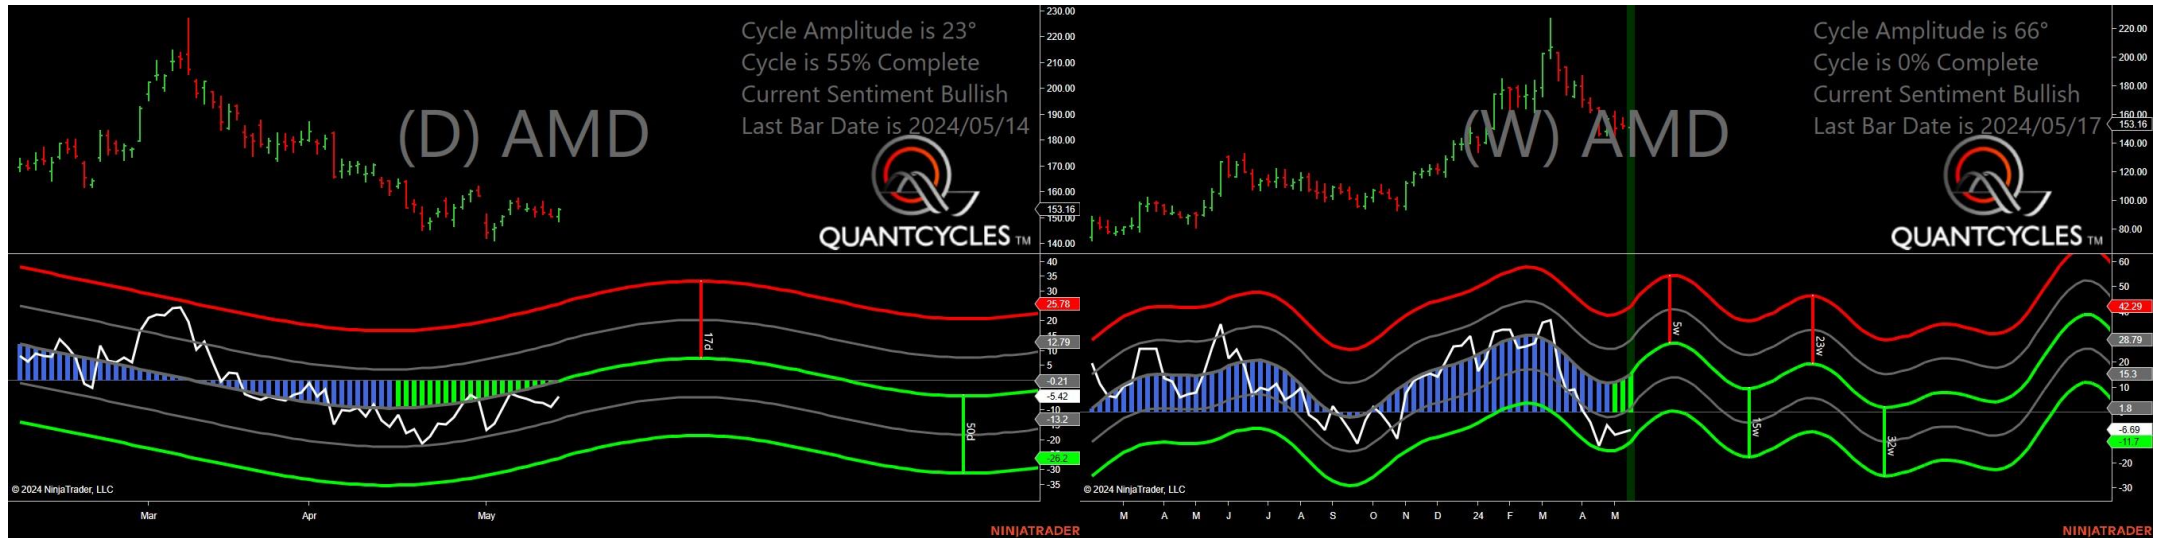 Cycle Amplitude is 23°
Cycle is 55% Complete
Current Sentiment Bullish
Last Bar Date is 2024/05/14
(D) AMD
QUANTCYCLES TM
230.00
220.00
210.00
200.00
190.00
180.00
170.00
160.00
153.16
150.00
140.00
40
35
30
25.78
20
15
12.79
10
5
-0.21
-5.42
-10
-13.2
-20
-26.2
-30
-35
17d
50d
© 2024 NinjaTrader, LLC
Mar
Apr
May
NINJATRADER
Cycle Amplitude is 66°
Cycle is 0% Complete
Current Sentiment Bullish
Last Bar Date is 2024/05/17
(W) AMD
QUANTCYCLES TM
220.00
200.00
180.00
160.00
153.16
140.00
120.00
100.00
80.00
60
50
42.29
28.79
20
15.3
10
1.8
-6.69
-11.7
-20
-30
5w
15w
23w
32w
© 2024 NinjaTrader, LLC
M A M J J A S O N D 24 F M A M
NINJATRADER